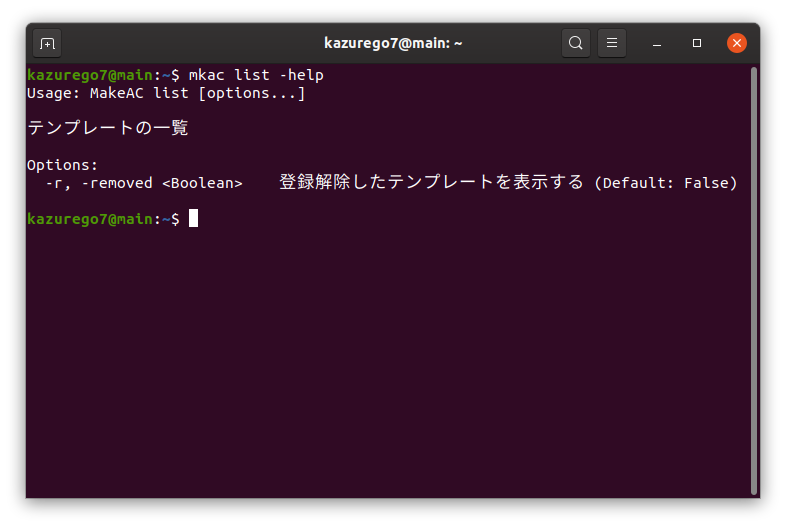 kazurego7@main: ~
kazurego7@main:~$ mkac list -help
Usage: MakeAC list [options...]
テンプレートの一覧
Options:
-r, -removed <Boolean>    登録解除したテンプレートを表示する (Default: False)
kazurego7@main:~$